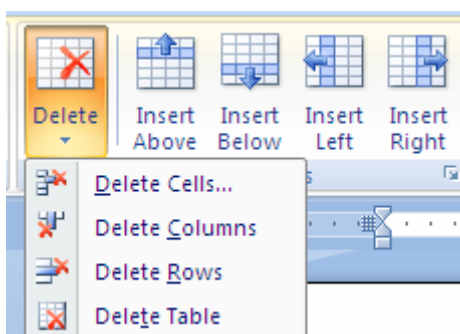 Delete
Insert Above
Insert Below
Insert Left
Insert Right
Delete Cells...
Delete Columns
Delete Rows
Delete Table